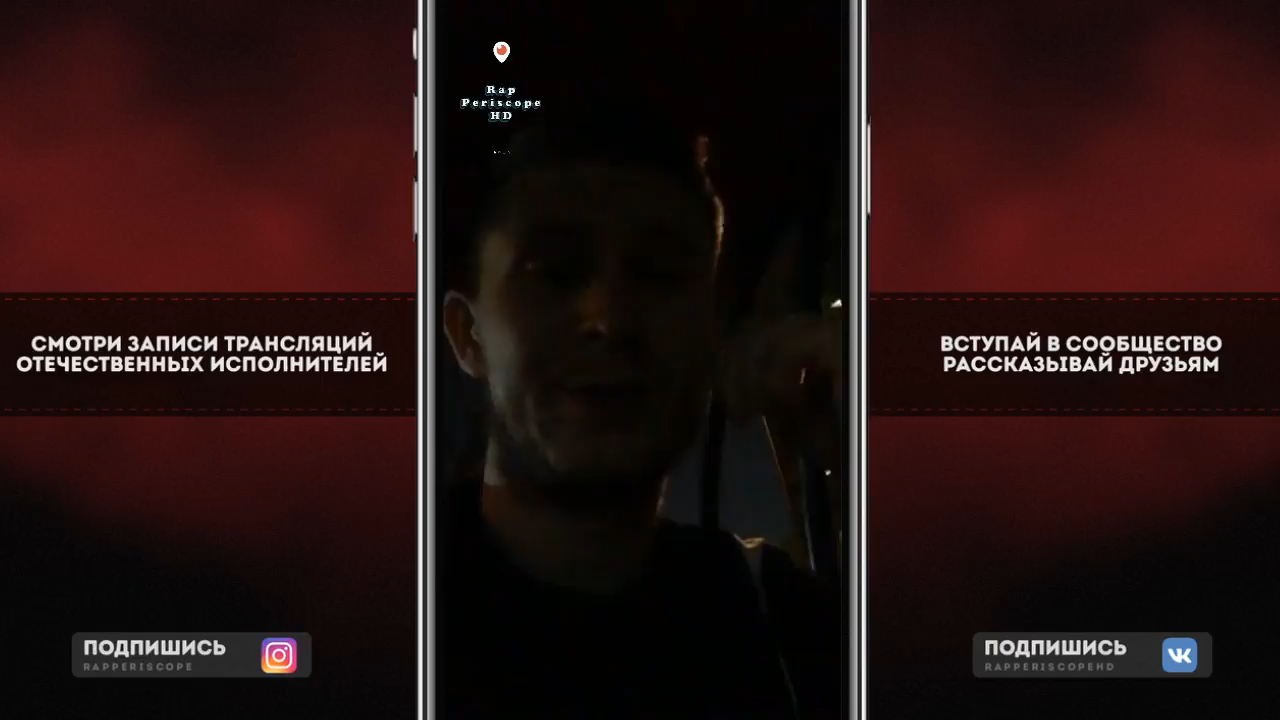 Rap
Periscope
HD
СМОТРИ ЗАПИСИ ТРАНСЛЯЦИЙ
ОТЕЧЕСТВЕННЫХ ИСПОЛНИТЕЛЕЙ
ВСТУПАЙ В СООБЩЕСТВО
РАССКАЗЫВАЙ ДРУЗЬЯМ
ПОДПИШИСЬ
RAPPERISCOPE
ПОДПИШИСЬ
RAPPERISCOPEHD